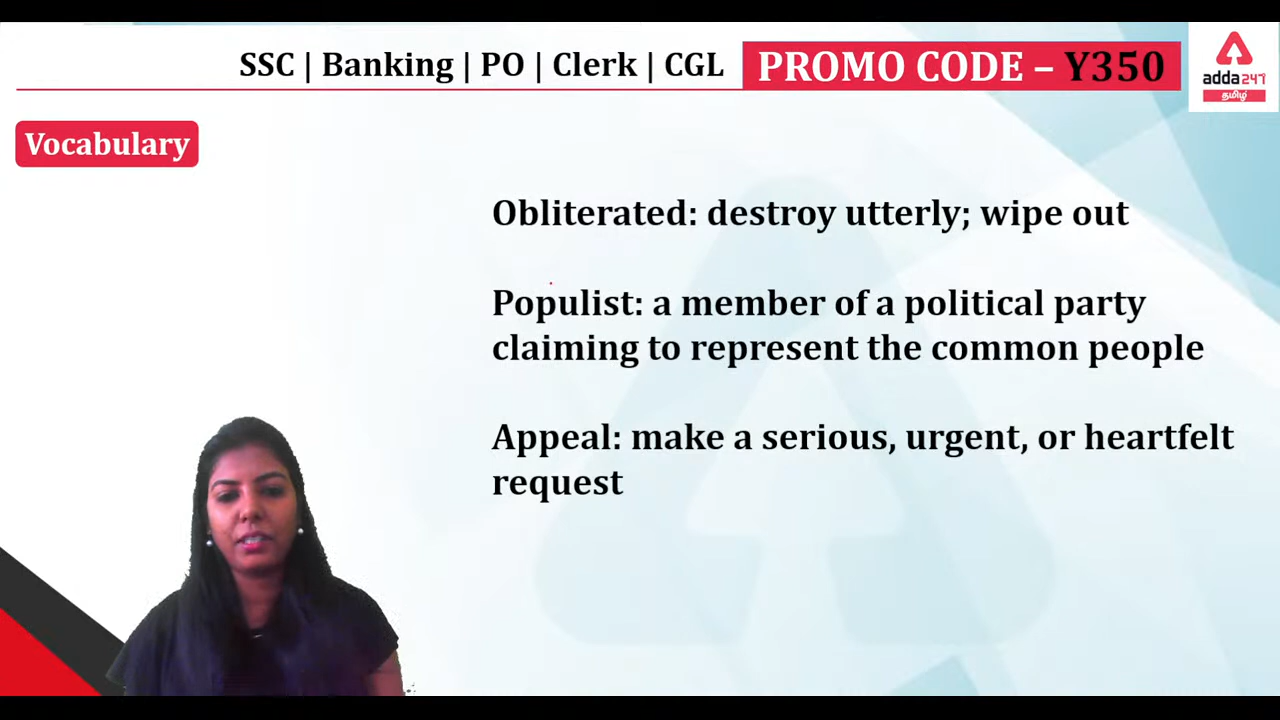 SSC | Banking | PO | Clerk | CGL
PROMO CODE – Y350
adda247
தமிழ்
Vocabulary
Obliterated: destroy utterly; wipe out
Populist: a member of a political party
claiming to represent the common people
Appeal: make a serious, urgent, or heartfelt
request